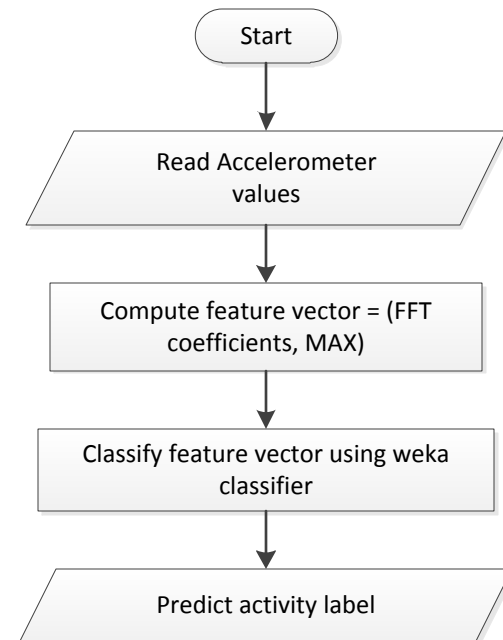 Start
Read Accelerometer
values
Compute feature vector = (FFT
coefficients, MAX)
Classify feature vector using weka
classifier
Predict activity label